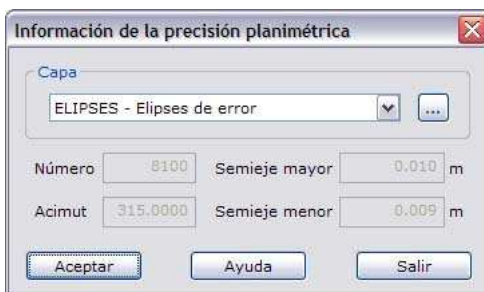 Información de la precisión planimétrica
Capa
ELIPSES - Elipses de error
...
Número 8100 Semieje mayor 0.010 m
Acimut 315.0000 Semieje menor 0.009 m
Aceptar Ayuda Salir